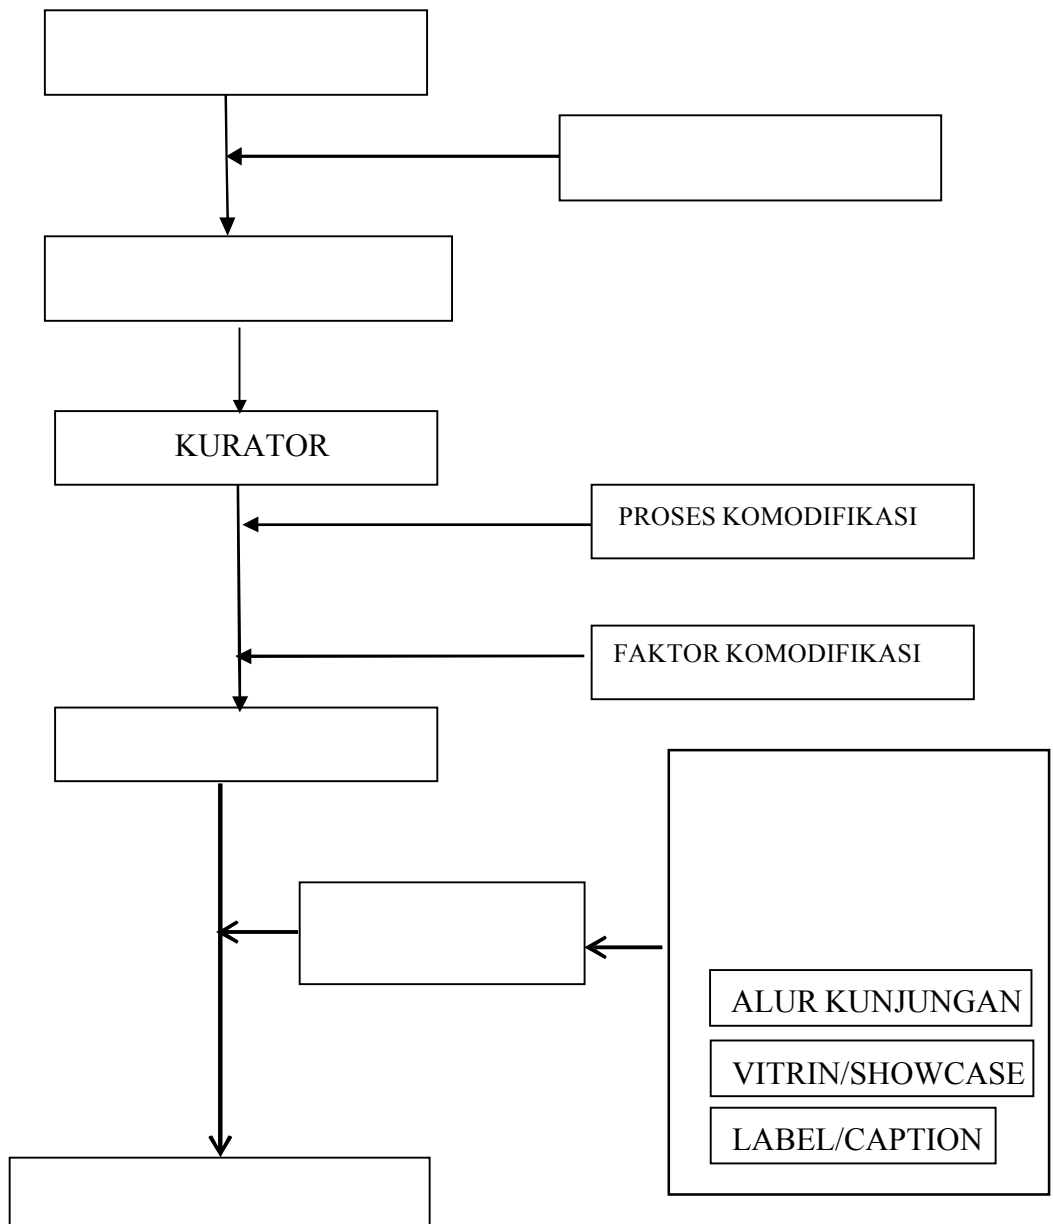 KURATOR
PROSES KOMODIFIKASI
FAKTOR KOMODIFIKASI
ALUR KUNJUNGAN
VITRIN/SHOWCASE
LABEL/CAPTION